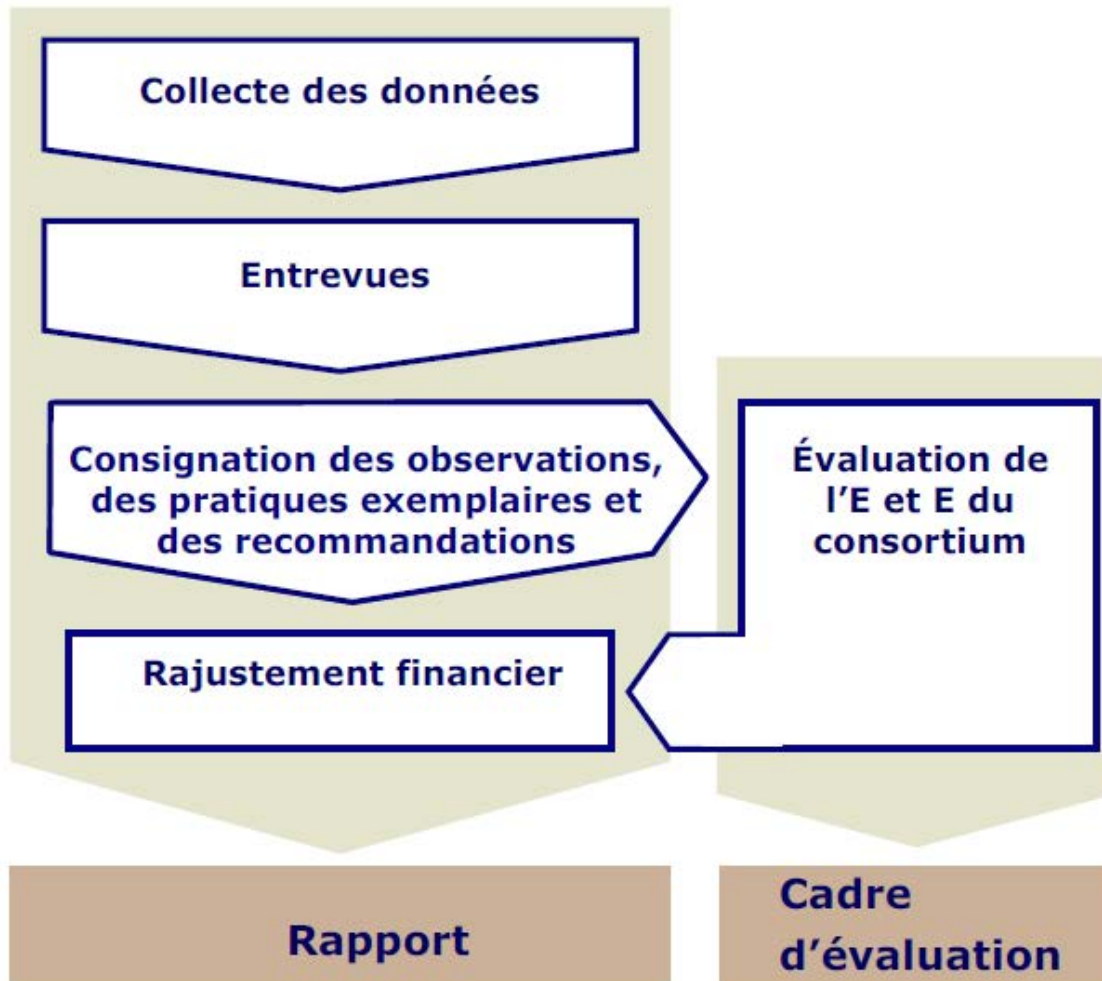 Collecte des données
Entrevues
Consignation des observations,
des pratiques exemplaires et
des recommandations
Évaluation de
l'E et E du
consortium
Rajustement financier
Rapport
Cadre
d'évaluation